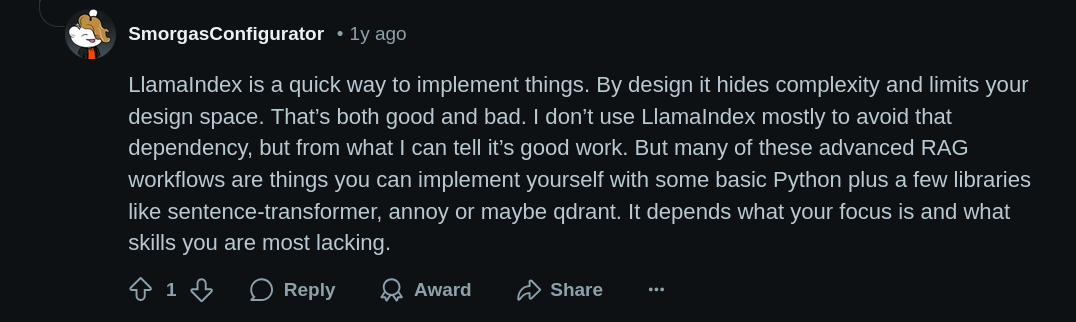 SmorgasConfigurator • 1y ago
LlamaIndex is a quick way to implement things. By design it hides complexity and limits your
design space. That’s both good and bad. I don’t use LlamaIndex mostly to avoid that
dependency, but from what I can tell it’s good work. But many of these advanced RAG
workflows are things you can implement yourself with some basic Python plus a few libraries
like sentence-transformer, annoy or maybe qdrant. It depends what your focus is and what
skills you are most lacking.
1 Reply Award Share